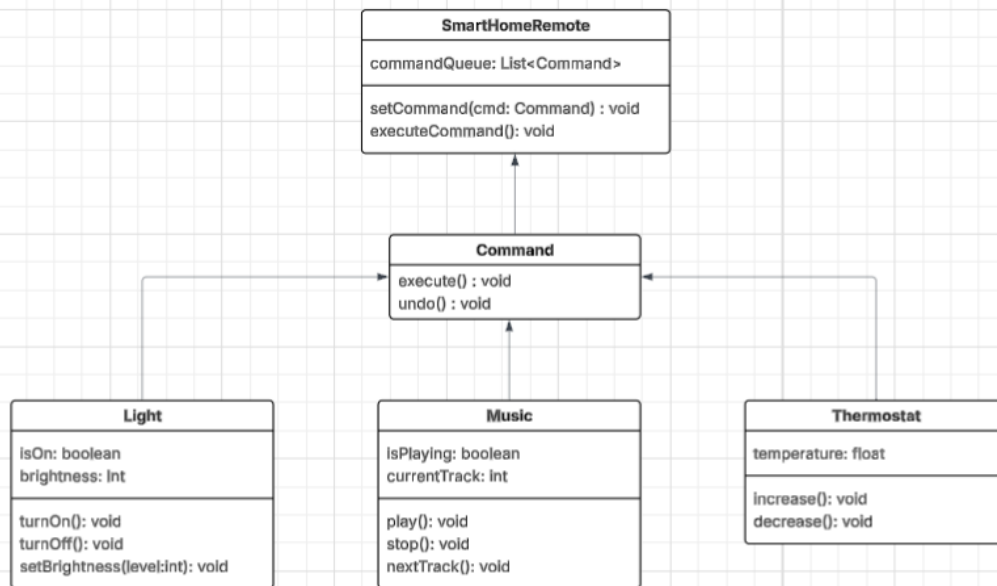 SmartHomeRemote
commandQueue: List<Command>
setCommand(cmd: Command) : void
executeCommand(): void
Command
execute() : void
undo() : void
Light
isOn: boolean
brightness: Int
turnOn(): void
turnOff(): void
setBrightness(level:int): void
Music
isPlaying: boolean
currentTrack: int
play(): void
stop(): void
nextTrack(): void
Thermostat
temperature: float
increase(): void
decrease(): void